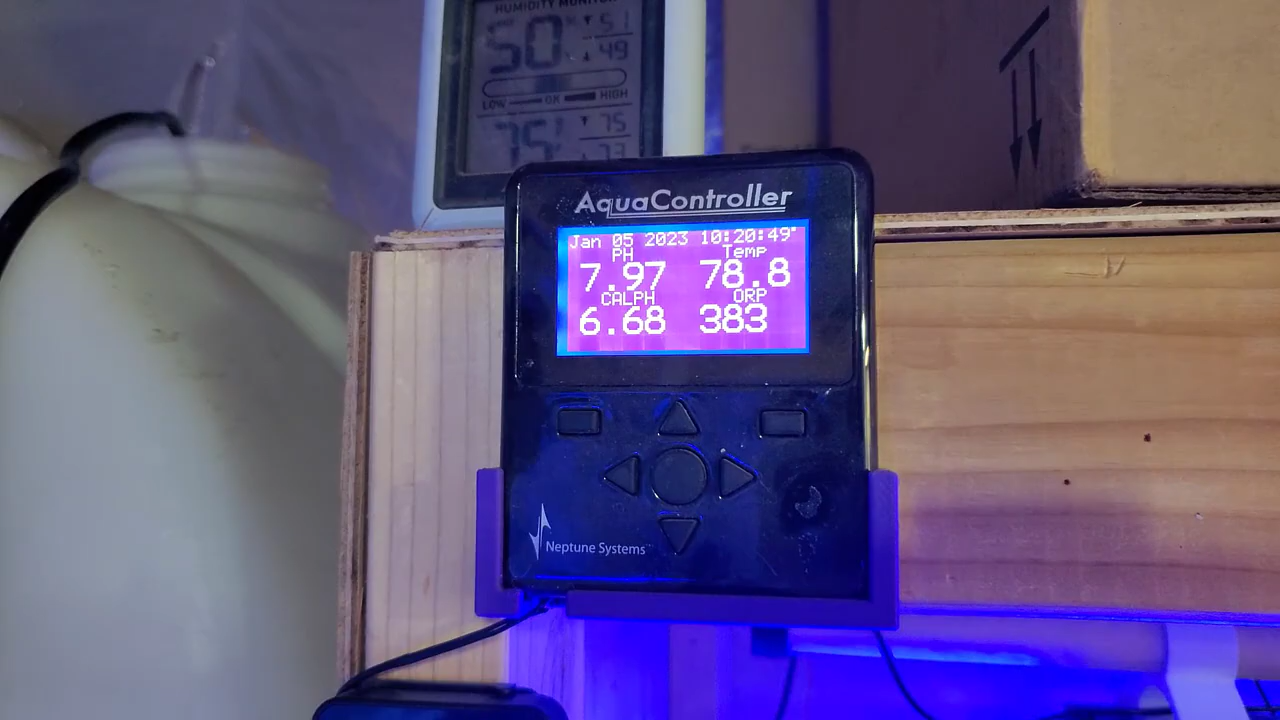 HUMIDITY MONITOR
50 % ▼ 51
▲ 49
LOW OK HIGH
75 ▼ 75
▲ 73
AquaController
Jan 05 2023 10:20:49
PH Temp
7.97 78.8
CALPH ORP
6.68 383
Neptune Systems